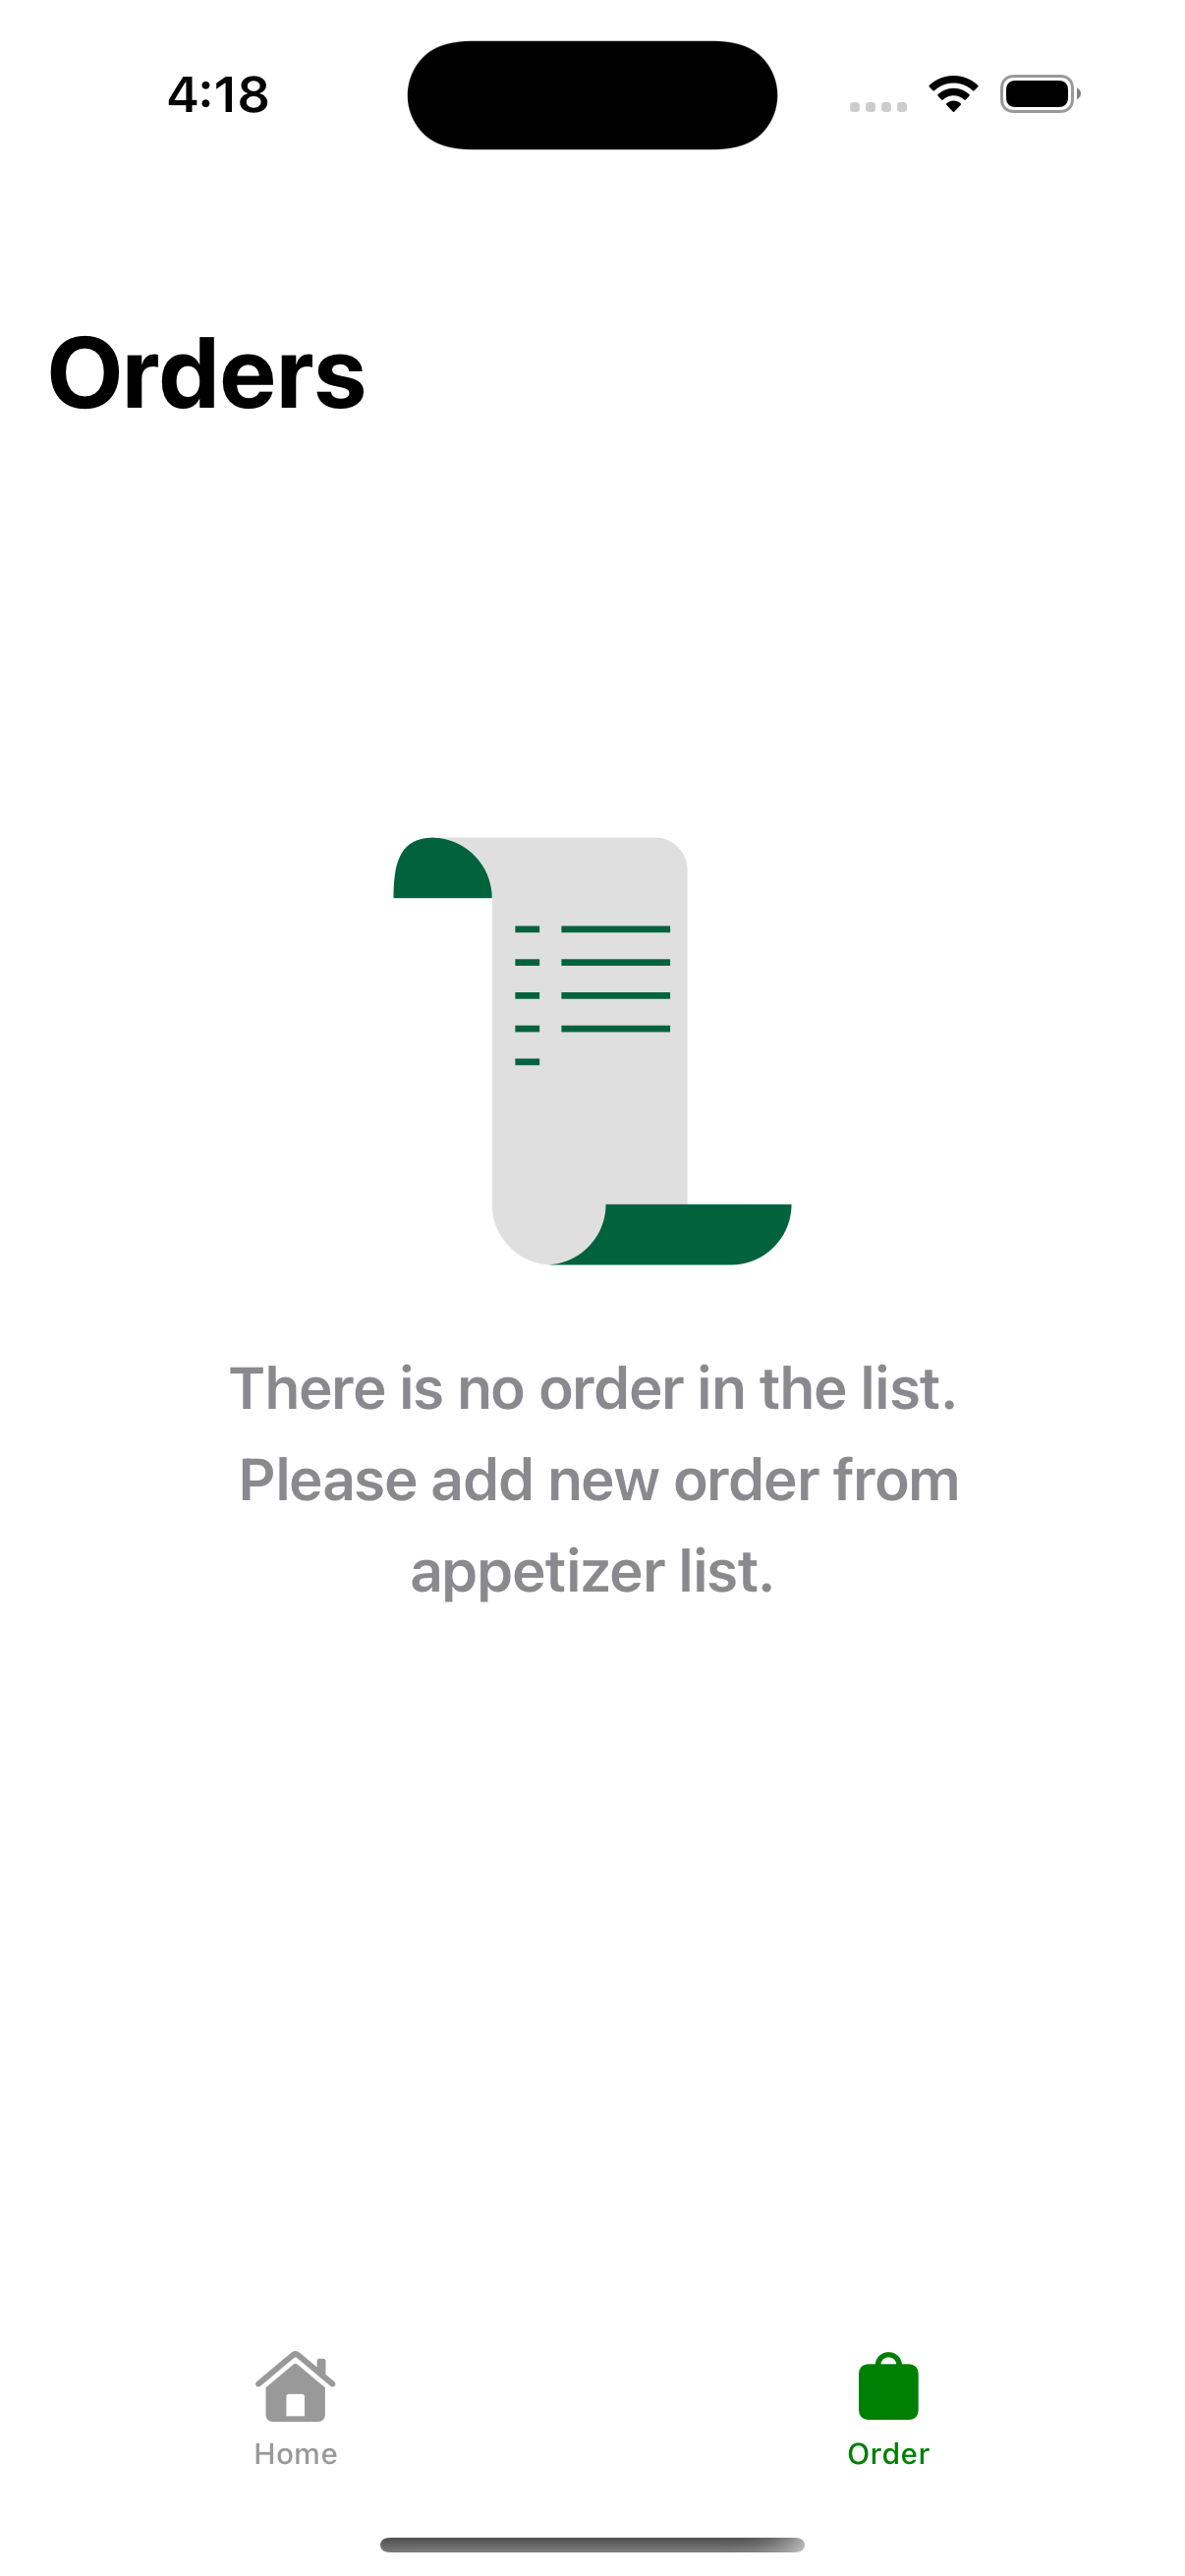 4:18
Orders
There is no order in the list.
Please add new order from
appetizer list.
Home
Order